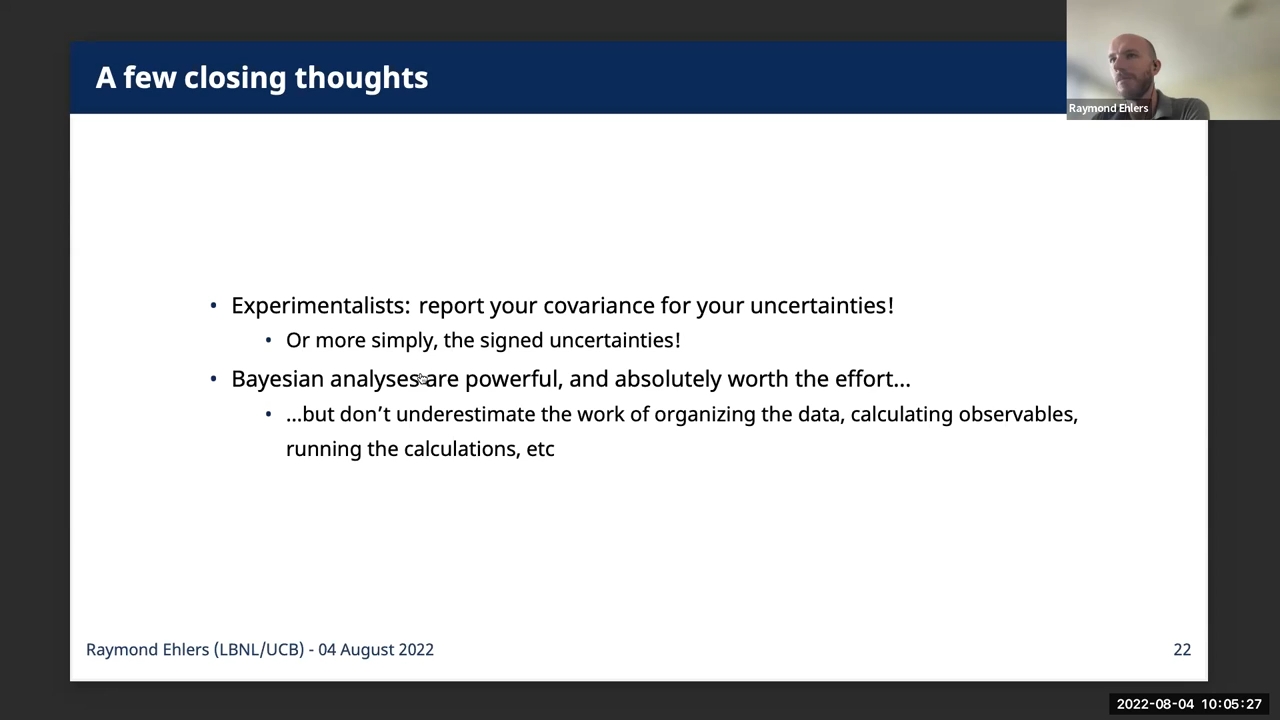 A few closing thoughts
Raymond Ehlers
• Experimentalists: report your covariance for your uncertainties!
• Or more simply, the signed uncertainties!
• Bayesian analyses are powerful, and absolutely worth the effort...
• ...but don’t underestimate the work of organizing the data, calculating observables,
running the calculations, etc
Raymond Ehlers (LBNL/UCB) - 04 August 2022
22
2022-08-04 10:05:27